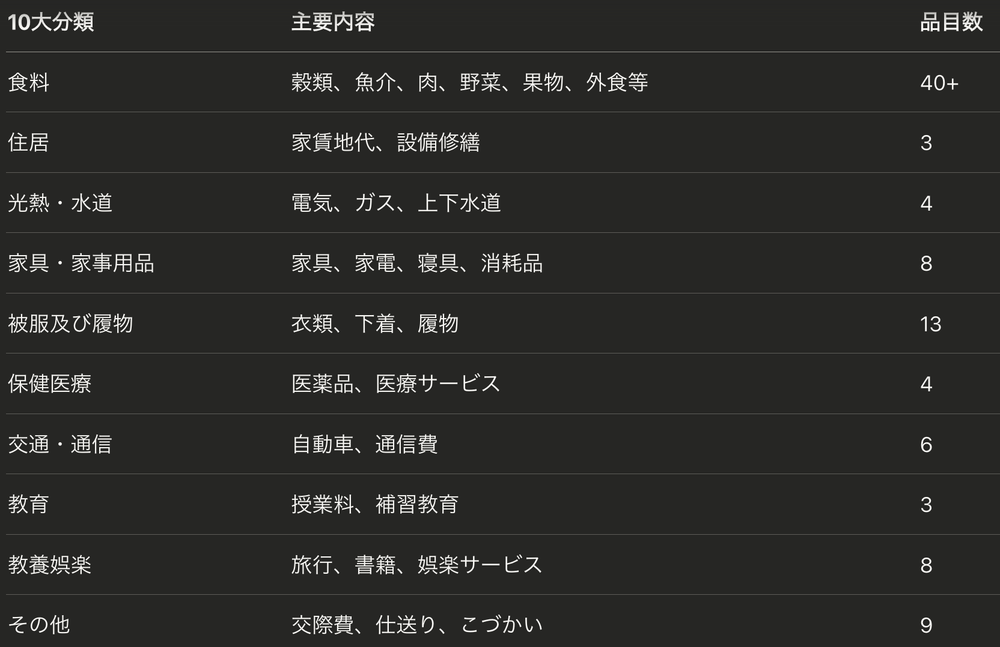 10大分類 主要内容 品目数
食料 穀類、魚介、肉、野菜、果物、外食等 40+
住居 家賃地代、設備修繕 3
光熱・水道 電気、ガス、上下水道 4
家具・家事用品 家具、家電、寝具、消耗品 8
被服及び履物 衣類、下着、履物 13
保健医療 医薬品、医療サービス 4
交通・通信 自動車、通信費 6
教育 授業料、補習教育 3
教養娯楽 旅行、書籍、娯楽サービス 8
その他 交際費、仕送り、こづかい 9